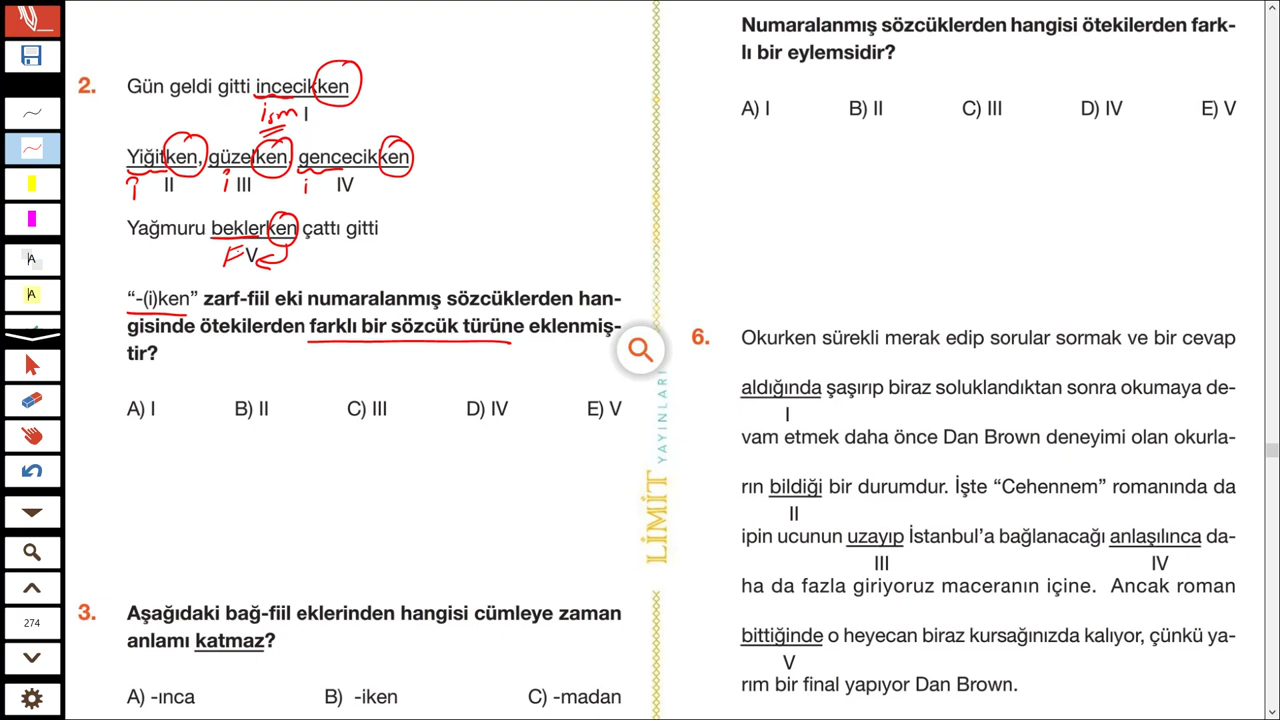 2.
Gün geldi gitti incecikken
ism I
Yiğitken, güzelken, gencecikken
i II i III i IV
Yağmuru beklerken çattı gitti
F V
“-(i)ken” zarf-fiil eki numaralanmış sözcüklerden han-
gisinde ötekilerden farklı bir sözcük türüne eklenmiş-
tir?
A) I B) II C) III D) IV E) V
3.
Aşağıdaki bağ-fiil eklerinden hangisi cümleye zaman
anlamı katmaz?
A) -ınca B) -iken C) -madan
LİMİT YAYINLARI
Numaralanmış sözcüklerden hangisi ötekilerden fark-
lı bir eylemsidir?
A) I B) II C) III D) IV E) V
6.
Okurken sürekli merak edip sorular sormak ve bir cevap
aldığında şaşırıp biraz soluklandıktan sonra okumaya de-
I
vam etmek daha önce Dan Brown deneyimi olan okurla-
rın bildiği bir durumdur. İşte “Cehennem” romanında da
II
ipin ucunun uzayıp İstanbul’a bağlanacağı anlaşılınca da-
III IV
ha da fazla giriyoruz maceranın içine. Ancak roman
bittiğinde o heyecan biraz kursağınızda kalıyor, çünkü ya-
V
rım bir final yapıyor Dan Brown.
A
A
274